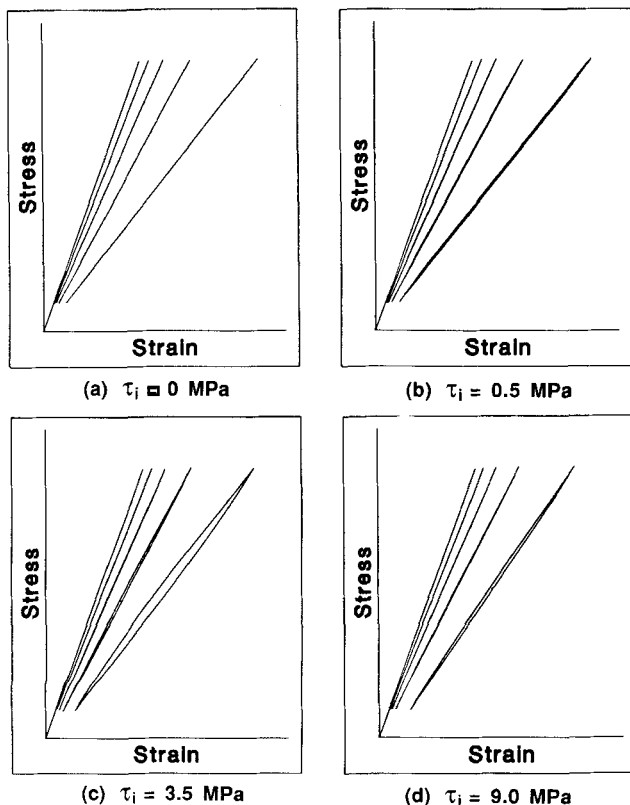 Stress
Strain
(a) τi = 0 MPa
Stress
Strain
(b) τi = 0.5 MPa
Stress
Strain
(c) τi = 3.5 MPa
Stress
Strain
(d) τi = 9.0 MPa